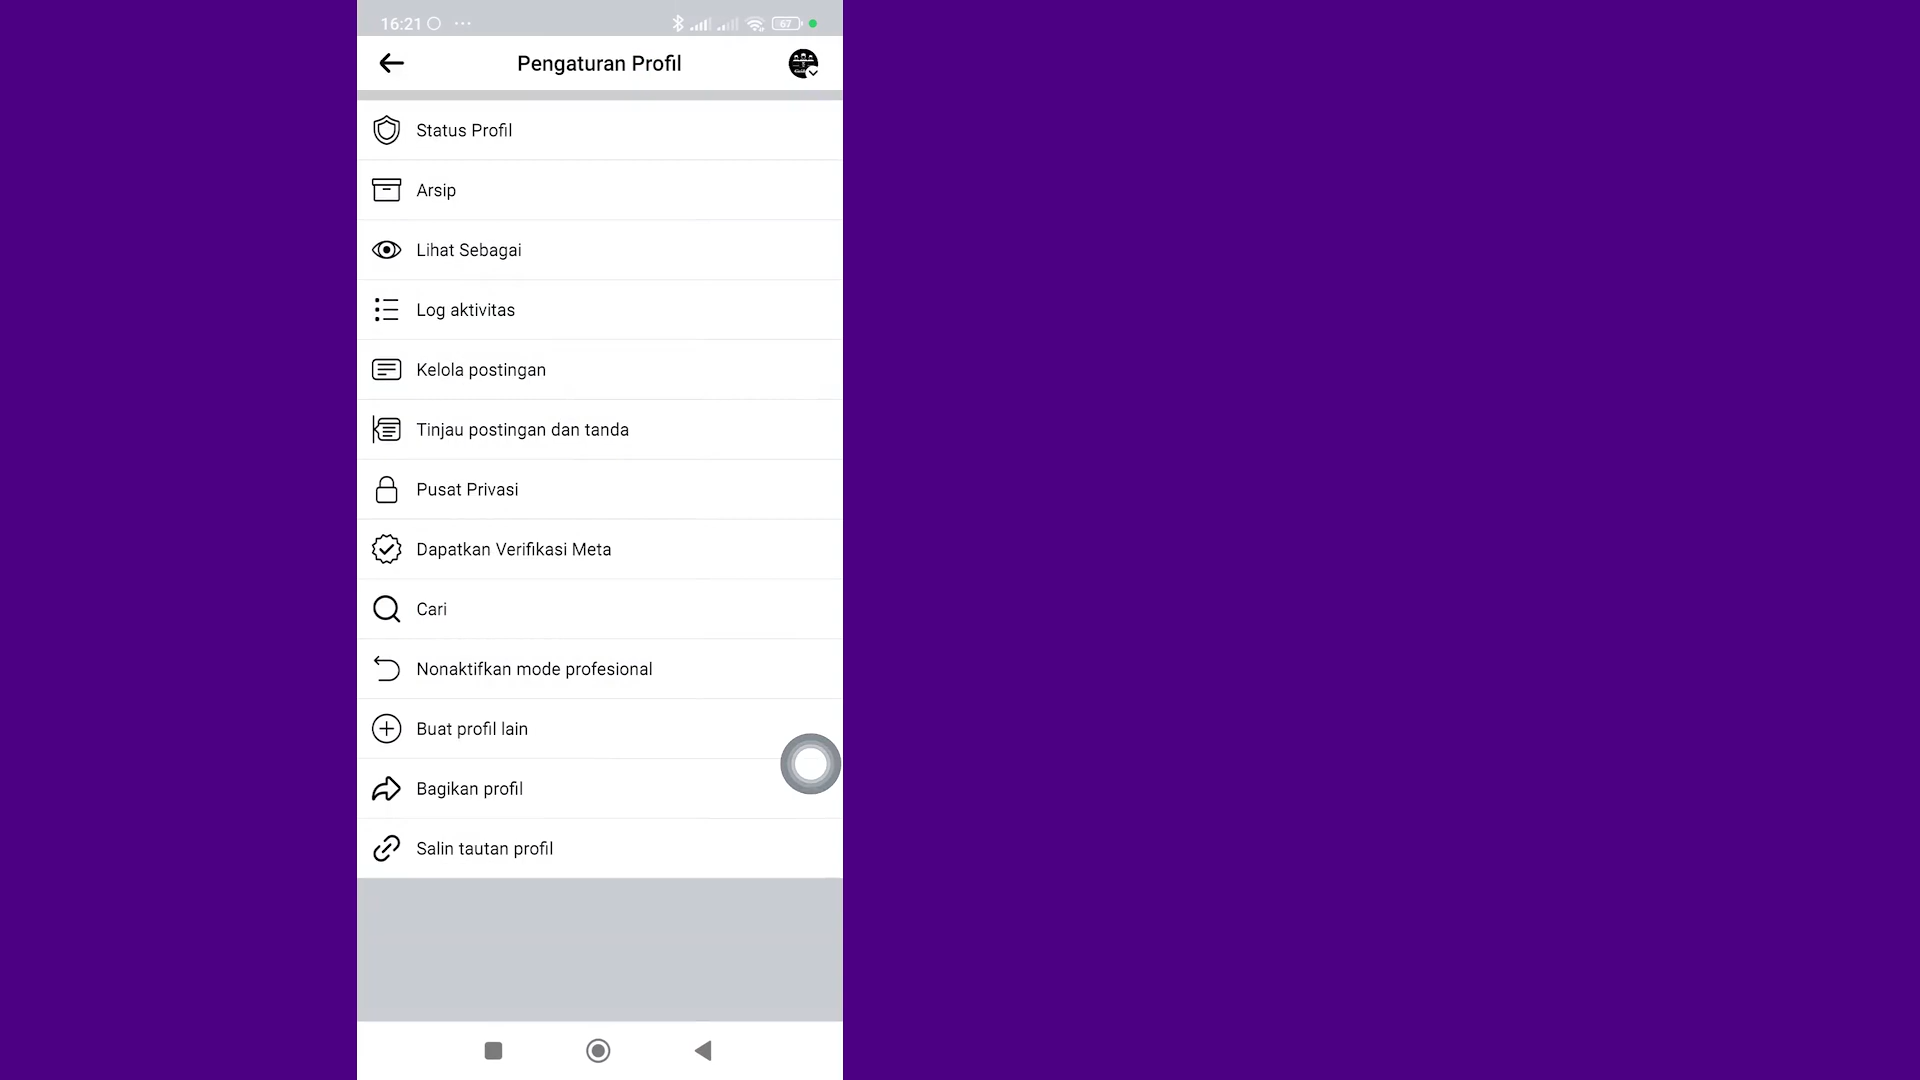 16:21
67
Pengaturan Profil
Status Profil
Arsip
Lihat Sebagai
Log aktivitas
Kelola postingan
Tinjau postingan dan tanda
Pusat Privasi
Dapatkan Verifikasi Meta
Cari
Nonaktifkan mode profesional
Buat profil lain
Bagikan profil
Salin tautan profil